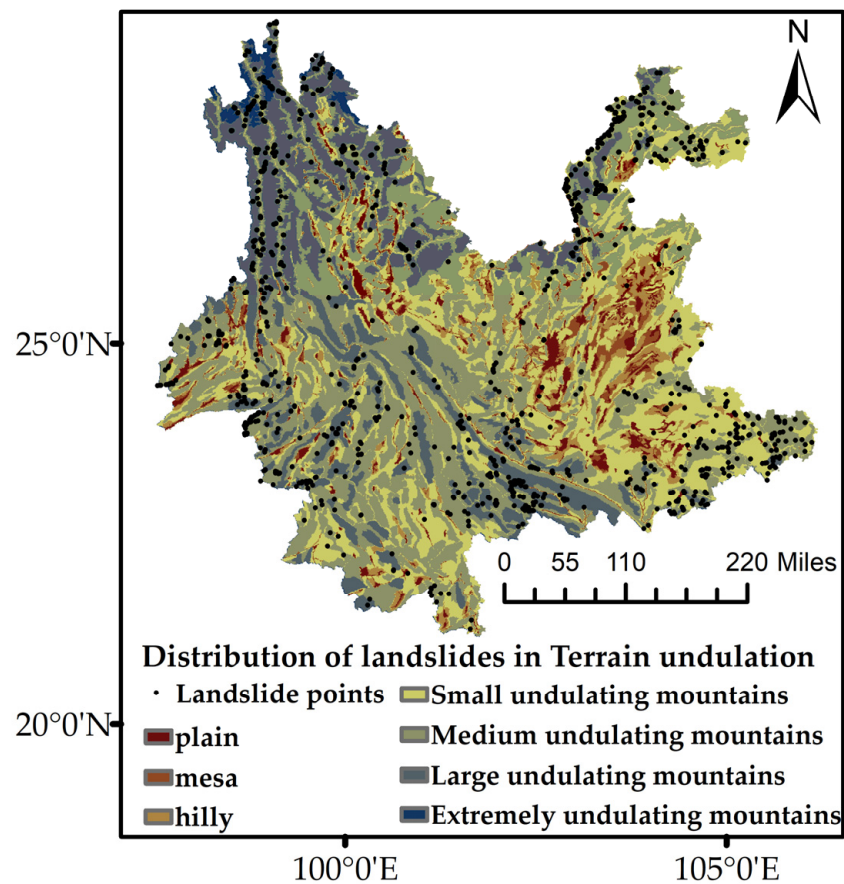 N
25°0'N
0 55 110 220 Miles
Distribution of landslides in Terrain undulation
Landslide points
Small undulating mountains
plain
Medium undulating mountains
mesa
Large undulating mountains
hilly
Extremely undulating mountains
20°0'N
100°0'E 105°0'E